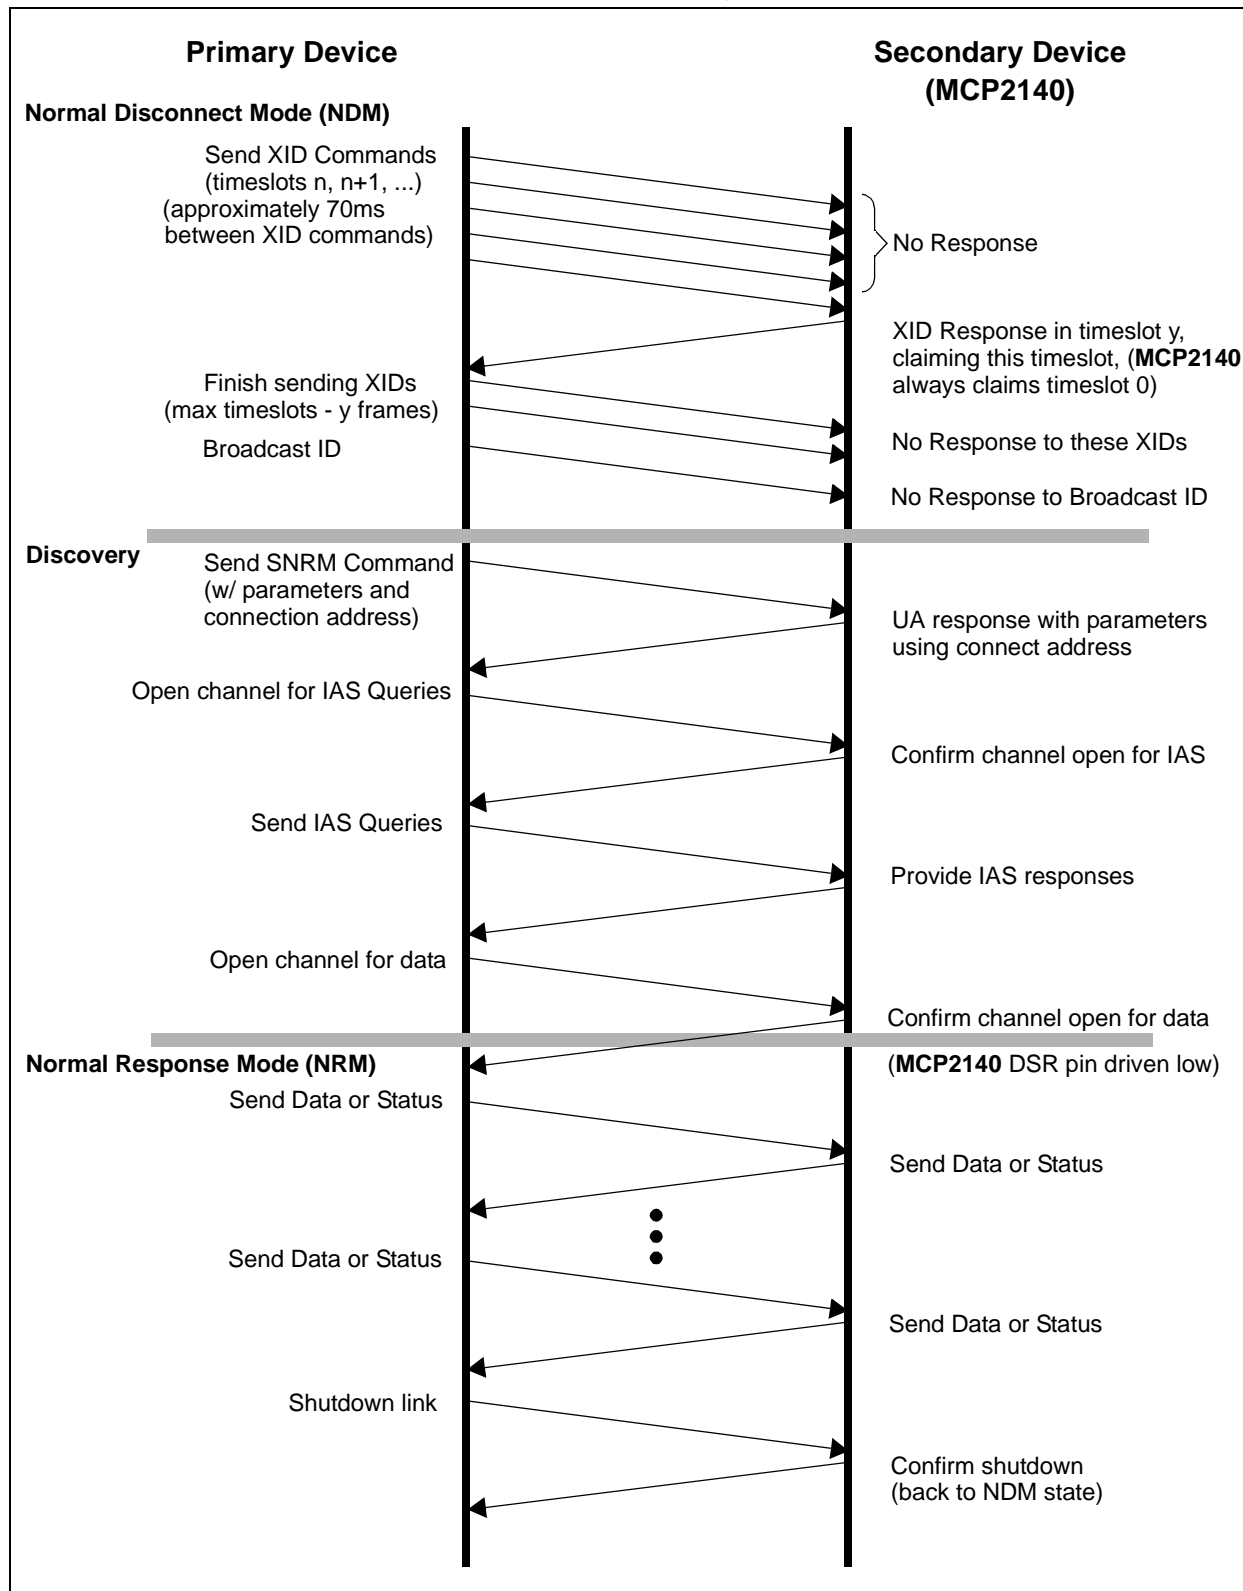 Primary Device
Secondary Device
(MCP2140)
Normal Disconnect Mode (NDM)
Send XID Commands
(timeslots n, n+1, ...)
(approximately 70ms
between XID commands)
No Response
XID Response in timeslot y,
claiming this timeslot, (MCP2140
always claims timeslot 0)
Finish sending XIDs
(max timeslots - y frames)
No Response to these XIDs
Broadcast ID
No Response to Broadcast ID
Discovery
Send SNRM Command
(w/ parameters and
connection address)
UA response with parameters
using connect address
Open channel for IAS Queries
Confirm channel open for IAS
Send IAS Queries
Provide IAS responses
Open channel for data
Confirm channel open for data
Normal Response Mode (NRM)
(MCP2140 DSR pin driven low)
Send Data or Status
Send Data or Status
Send Data or Status
Send Data or Status
Shutdown link
Confirm shutdown
(back to NDM state)